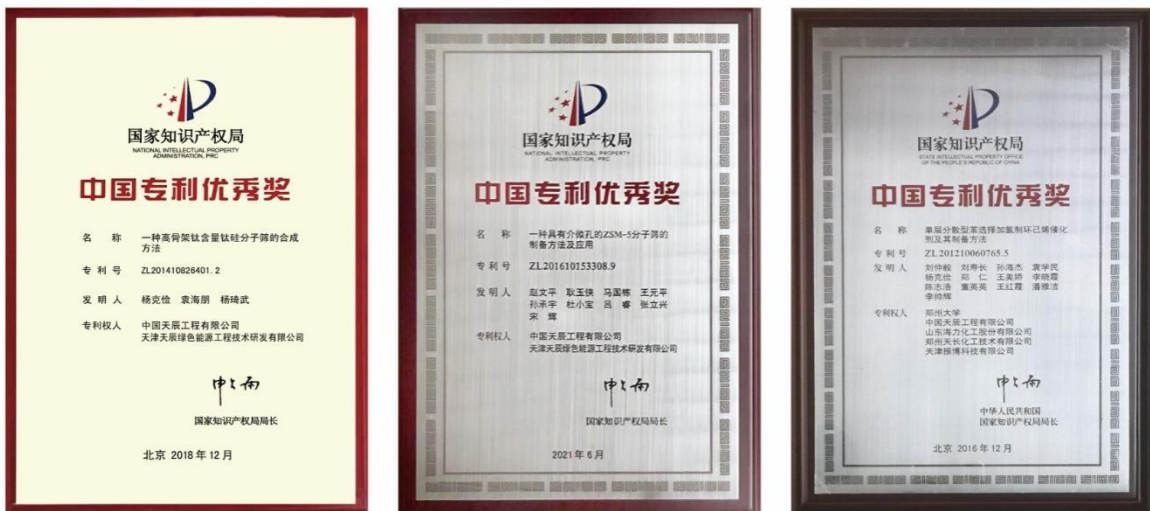 国家知识产权局
NATIONAL INTELLECTUAL PROPERTY
ADMINISTRATION, PRC
中国专利优秀奖
名 称 一种高骨架钛含量钛硅分子筛的合成
方法
专 利 号 ZL201410826401.2
发 明 人 杨克俭 袁海朋 杨琦武
专利权人 中国天辰工程有限公司
天津天辰绿色能源工程技术研发有限公司
国家知识产权局局长
北京 2018 年 12 月
国家知识产权局
NATIONAL INTELLECTUAL PROPERTY
ADMINISTRATION, PRC
中国专利优秀奖
名 称 一种具有介微孔的ZSM-5分子筛的
制备方法及应用
专 利 号 ZL201610153308.9
发 明 人 赵文平 耿玉侠 马国栋 王元平
孙承宇 杜小宝 吕 睿 张立兴
宋 辉
专利权人 中国天辰工程有限公司
天津天辰绿色能源工程技术研发有限公司
国家知识产权局局长
2021 年 6 月
国家知识产权局
STATE INTELLECTUAL PROPERTY OFFICE
OF THE PEOPLE'S REPUBLIC OF CHINA
中国专利优秀奖
名 称 单层分散型苯选择加氢制环己烯催化
剂及其制备方法
专 利 号 ZL201210060765.5
发 明 人 刘仲毅 刘寿长 孙海杰 袁学民
杨克俭 郑 仁 王美娇 李晓霞
陈志浩 董英英 王红霞 潘雅洁
李帅辉
专利权人 郑州大学
中国天辰工程有限公司
山东海力化工股份有限公司
郑州天长化工技术有限公司
天津振博科技有限公司
中华人民共和国
国家知识产权局局长
北京 2016 年 12 月